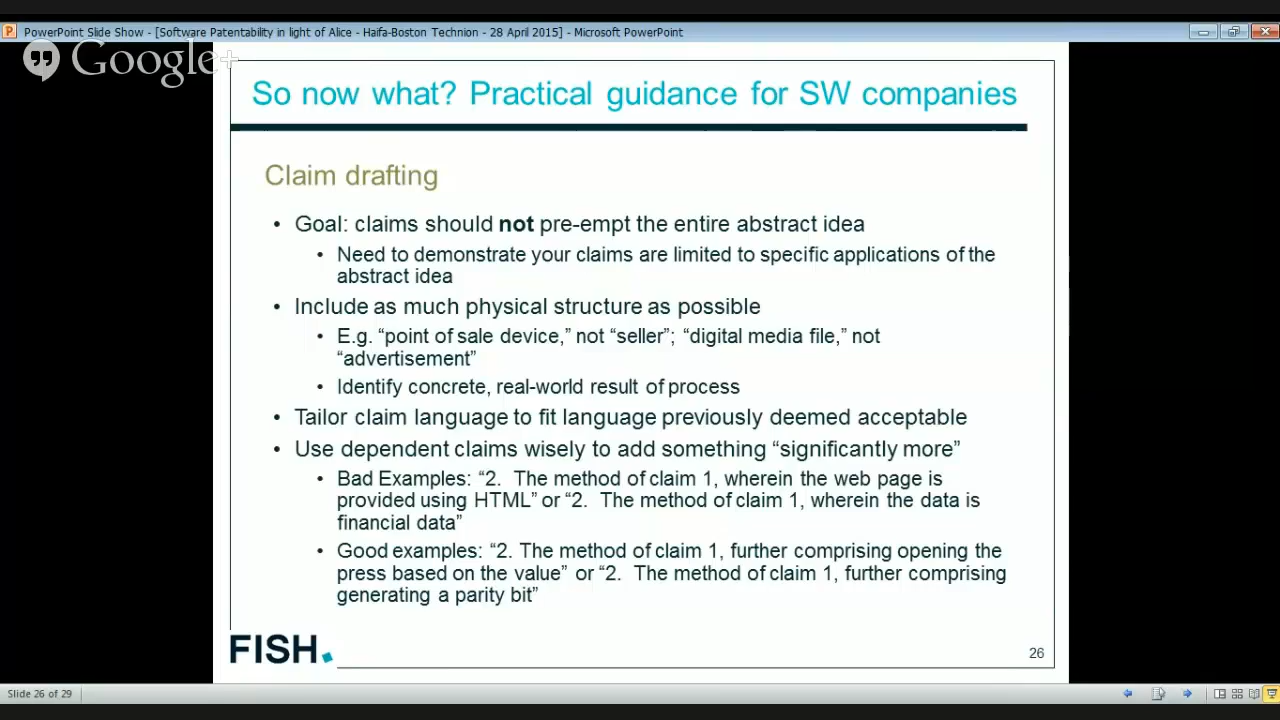 PowerPoint Slide Show - [Software Patentability in light of Alice - Haifa-Boston Technion - 28 April 2015] - Microsoft PowerPoint
Google+
So now what? Practical guidance for SW companies
Claim drafting
• Goal: claims should not pre-empt the entire abstract idea
• Need to demonstrate your claims are limited to specific applications of the
abstract idea
• Include as much physical structure as possible
• E.g. “point of sale device,” not “seller”; “digital media file,” not
“advertisement”
• Identify concrete, real-world result of process
• Tailor claim language to fit language previously deemed acceptable
• Use dependent claims wisely to add something “significantly more”
• Bad Examples: “2. The method of claim 1, wherein the web page is
provided using HTML” or “2. The method of claim 1, wherein the data is
financial data”
• Good examples: “2. The method of claim 1, further comprising opening the
press based on the value” or “2. The method of claim 1, further comprising
generating a parity bit”
FISH.
26
Slide 26 of 29